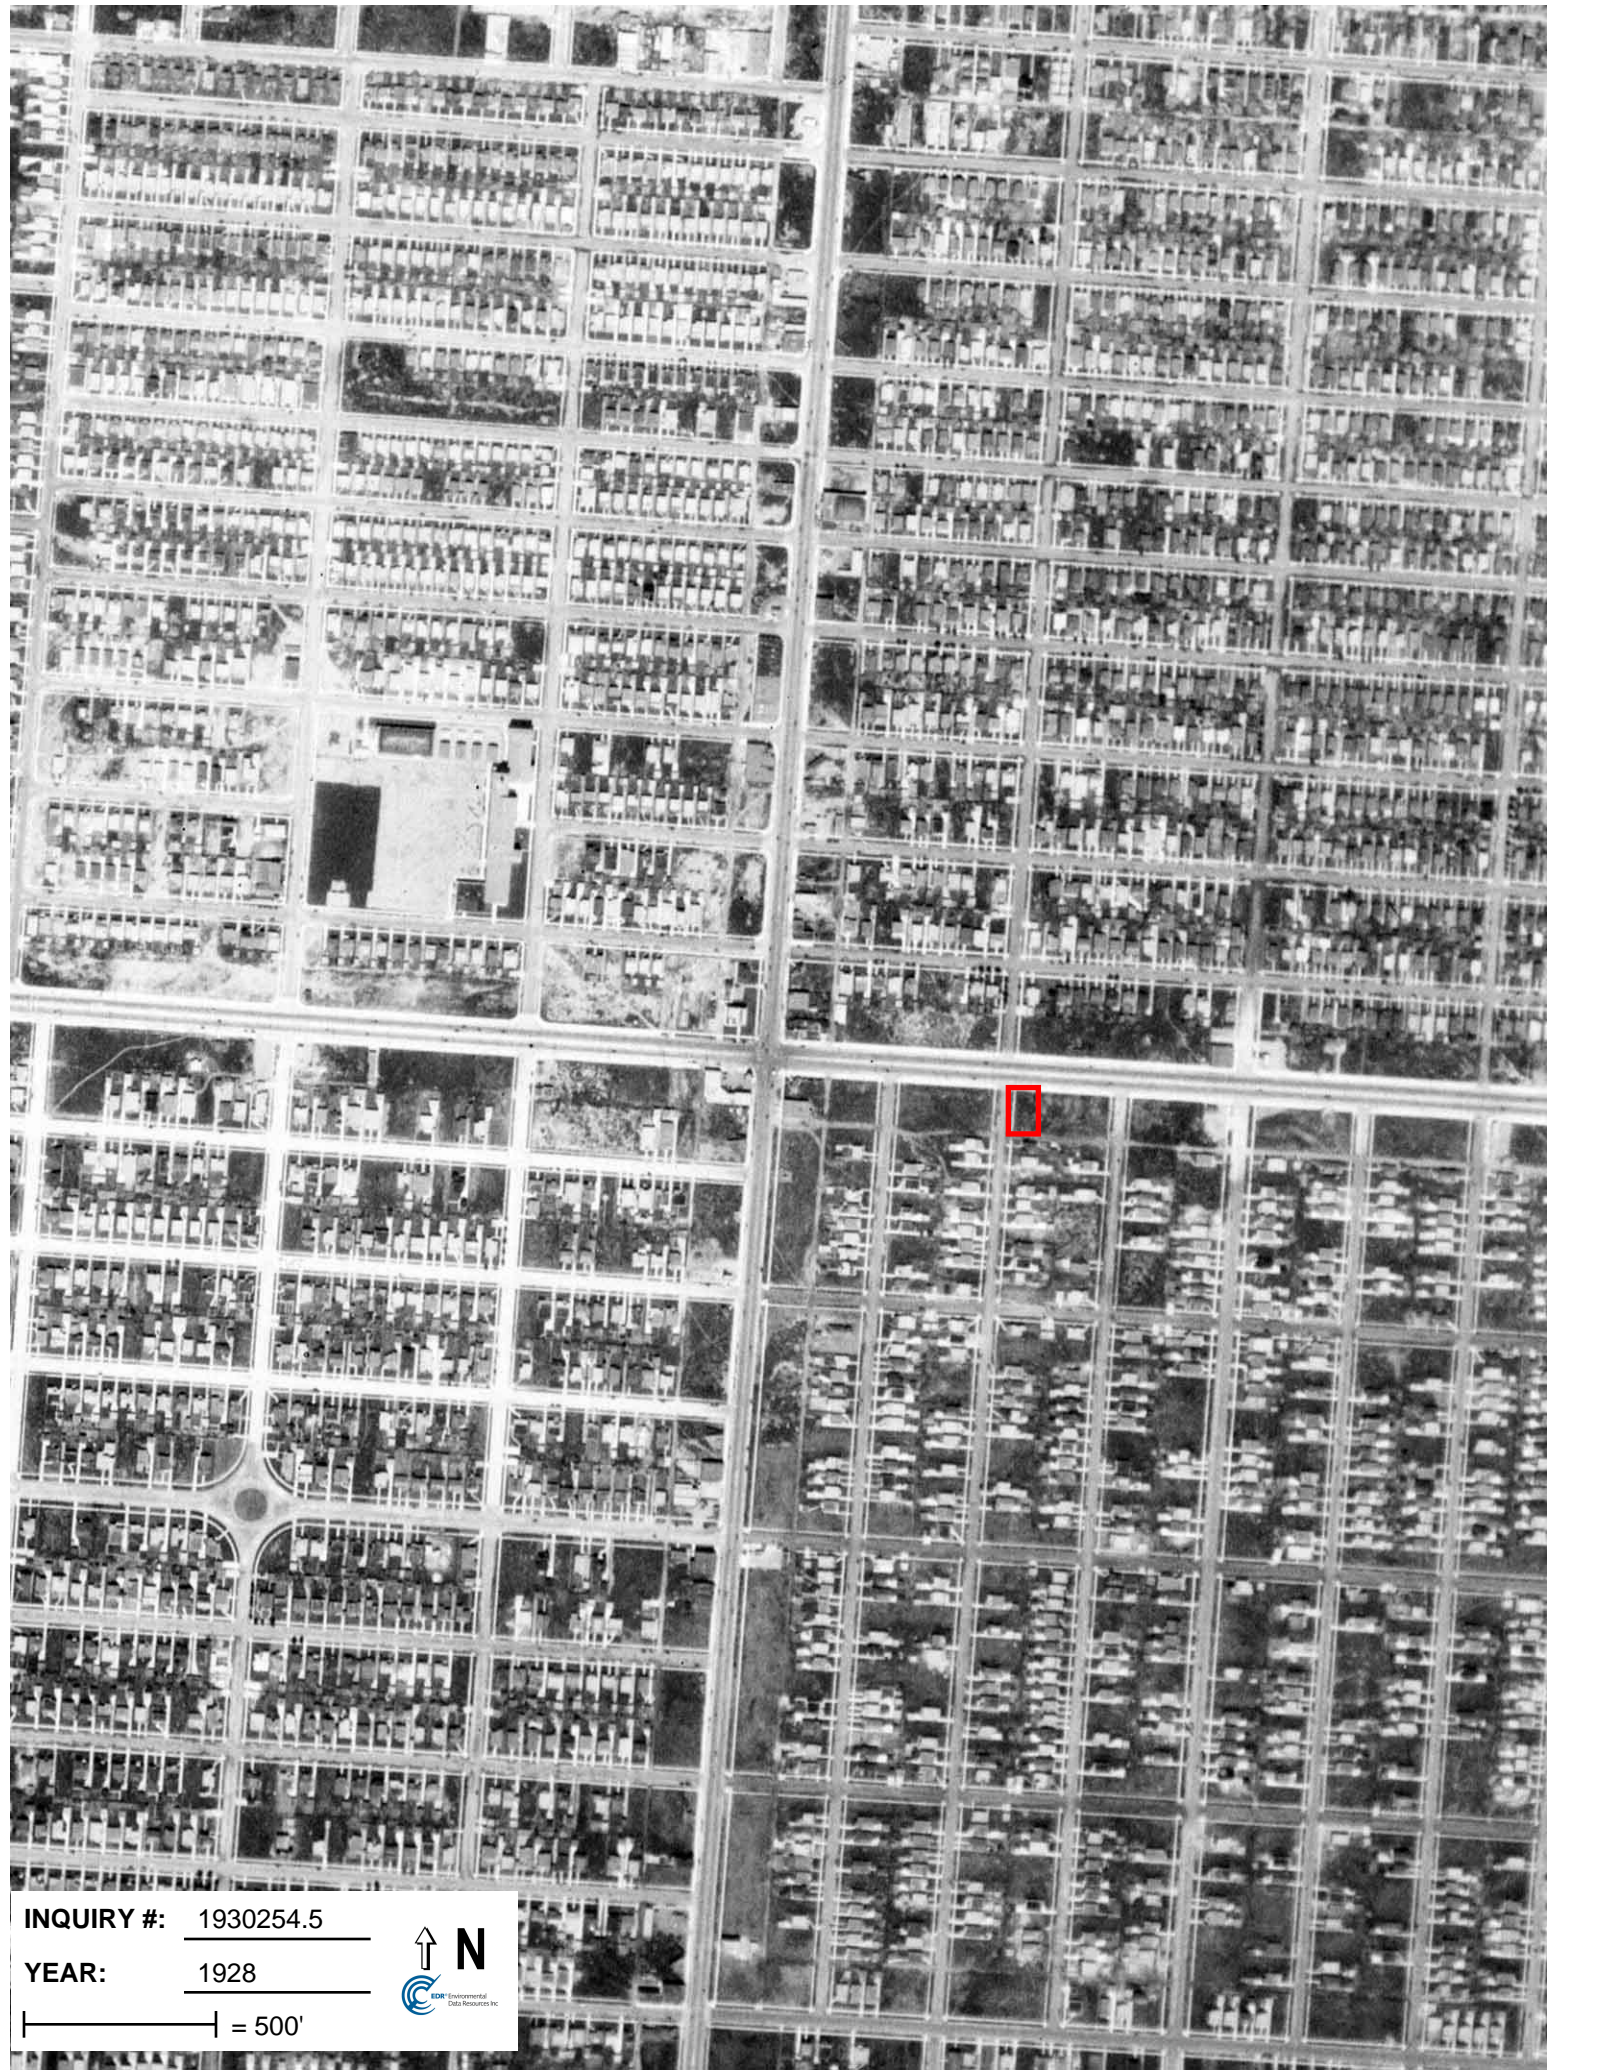 INQUIRY #: 1930254.5
YEAR: 1928
= 500'
N
EDR® Environmental
Data Resources Inc